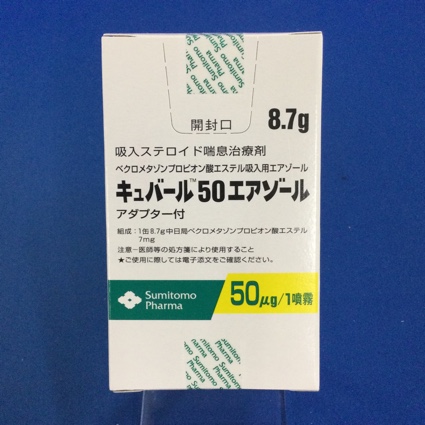 Sumitomo
Pharma
開封口
8.7g
吸入ステロイド喘息治療剤
ベクロメタゾンプロピオン酸エステル吸入用エアゾール
キュバール™50エアゾール
アダプター付
組成：1缶8.7g中日局ベクロメタゾンプロピオン酸エステル
7mg
注意－医師等の処方箋により使用すること
★ご使用に際しては電子添文をご確認ください。
Sumitomo
Pharma
50μg/1噴霧
Sumitomo
Pharma